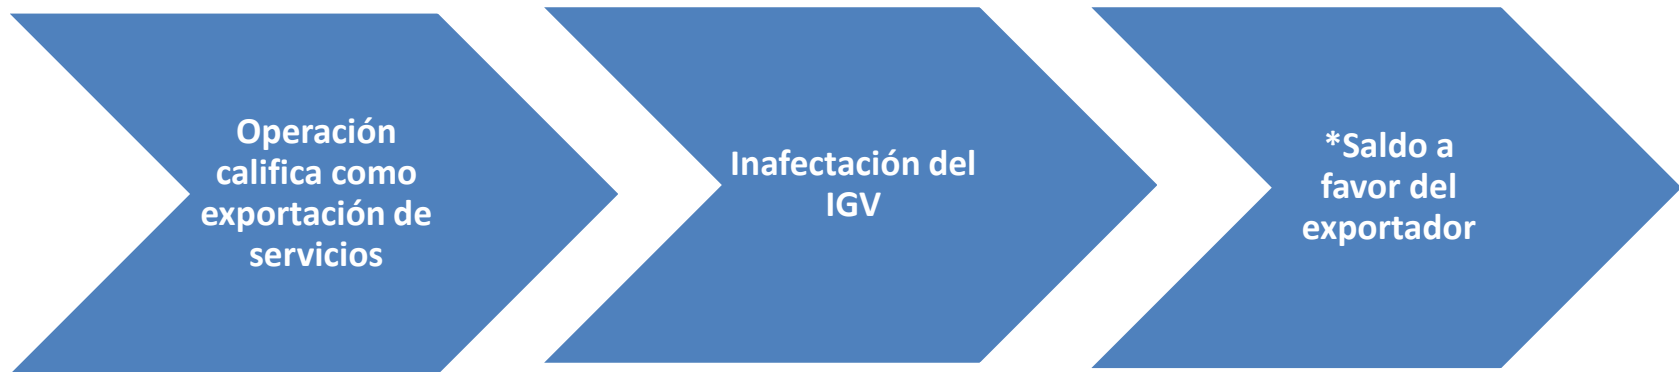 Operación
califica como
exportación de
servicios
Inafectación del
IGV
*Saldo a
favor del
exportador